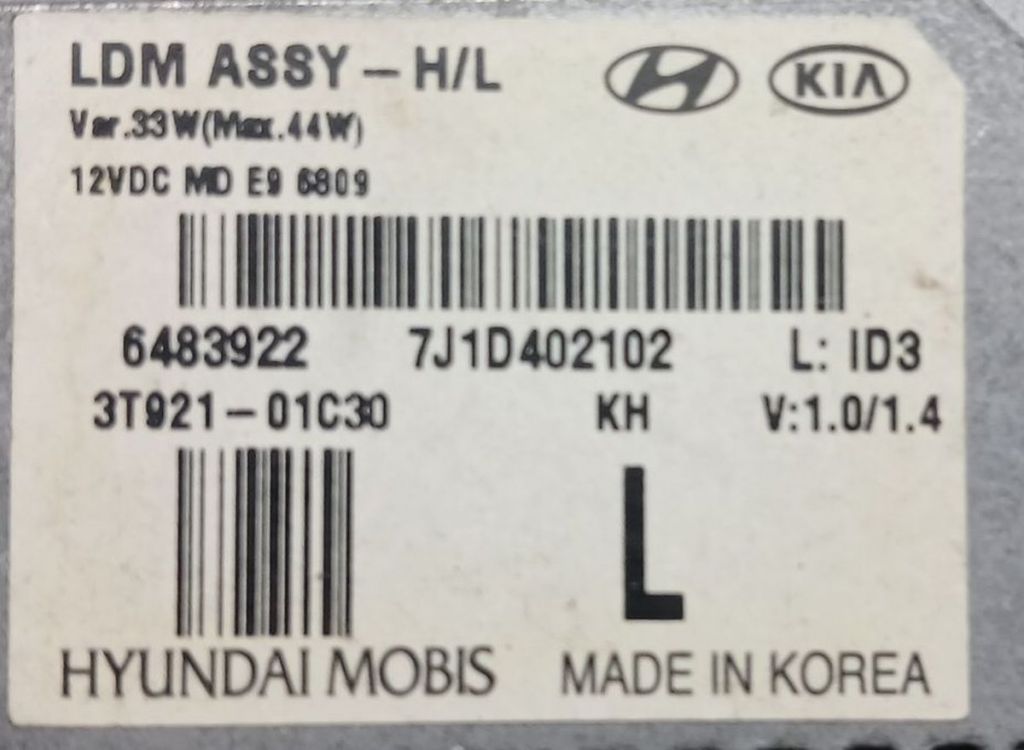 LDM ASSY – H/L
KIA
Var.33W(Max.44W)
12VDC MD E9 6809
6483922 7J1D402102 L: ID3
3T921–01C30 KH V:1.0/1.4
L
HYUNDAI MOBIS MADE IN KOREA